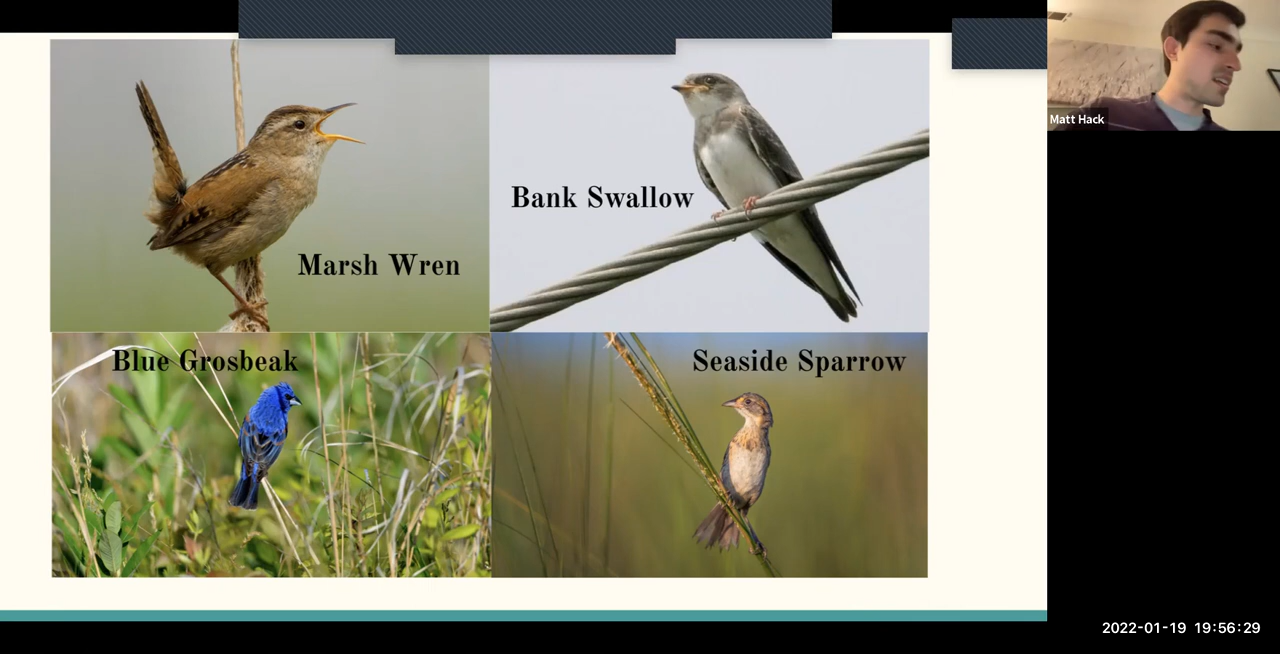 Marsh Wren
Bank Swallow
Blue Grosbeak
Seaside Sparrow
Matt Hack
2022-01-19 19:56:29